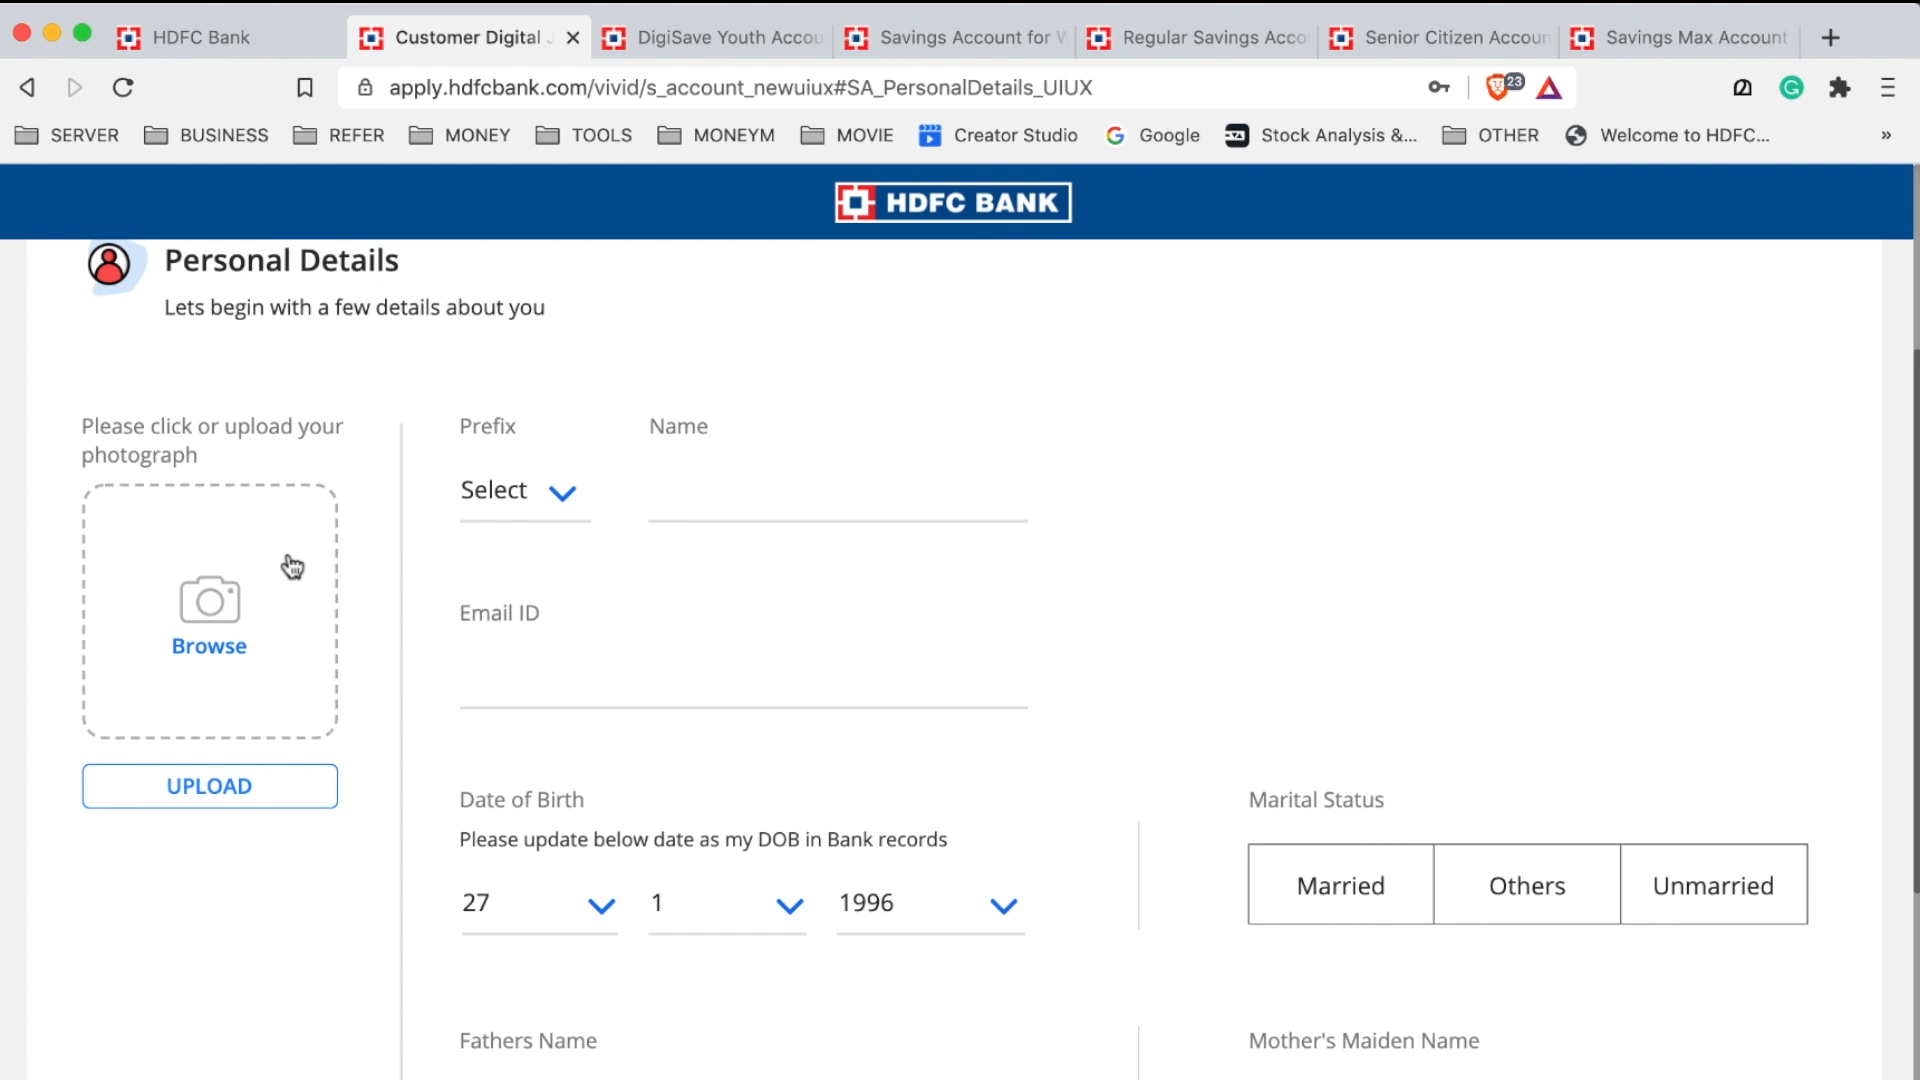 HDFC Bank
Customer Digital J
DigiSave Youth Accou
Savings Account for W
Regular Savings Acco
Senior Citizen Accoun
Savings Max Account
apply.hdfcbank.com/vivid/s_account_newuiux#SA_PersonalDetails_UIUX
23
SERVER
BUSINESS
REFER
MONEY
TOOLS
MONEYM
MOVIE
Creator Studio
Google
Stock Analysis &...
OTHER
Welcome to HDFC...
»
HDFC BANK
Personal Details
Lets begin with a few details about you
Please click or upload your
photograph
Browse
UPLOAD
Prefix
Name
Select
Email ID
Date of Birth
Please update below date as my DOB in Bank records
27
1
1996
Marital Status
Married
Others
Unmarried
Fathers Name
Mother's Maiden Name